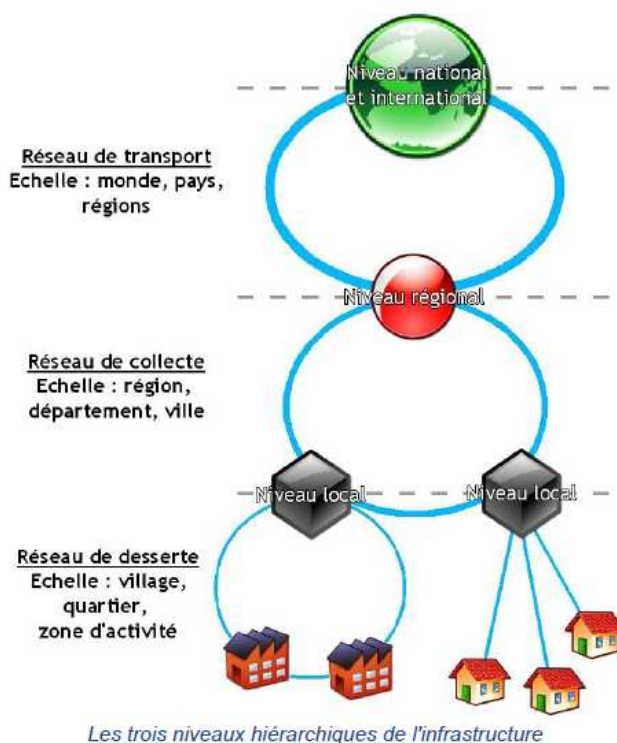 Niveau national
et international
Réseau de transport
Echelle : monde, pays,
régions
Niveau régional
Réseau de collecte
Echelle : région,
département, ville
Niveau local
Niveau local
Réseau de desserte
Echelle : village,
quartier,
zone d'activité
Les trois niveaux hiérarchiques de l'infrastructure